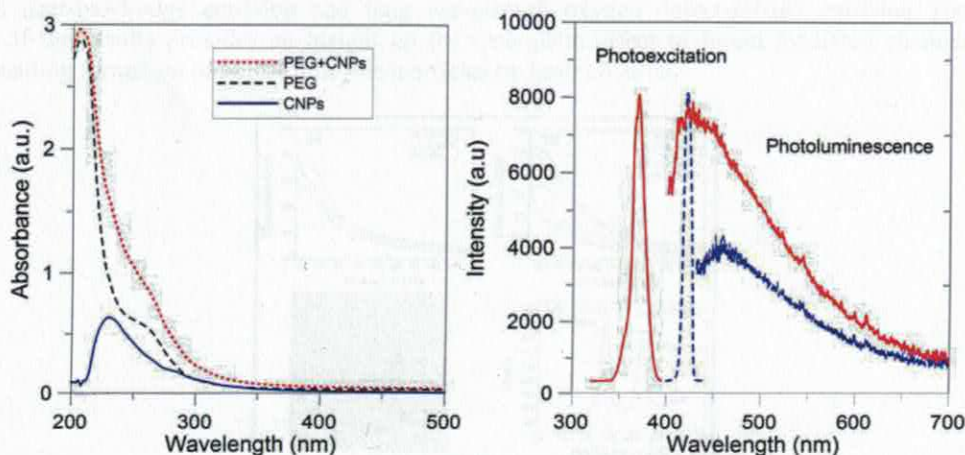 3
2
1
0
Absorbance (a.u.)
200
300
400
500
Wavelength (nm)
PEG+CNPs
PEG
CNPs
10000
8000
6000
4000
2000
0
Intensity (a.u)
300
400
500
600
700
Wavelength (nm)
Photoexcitation
Photoluminescence